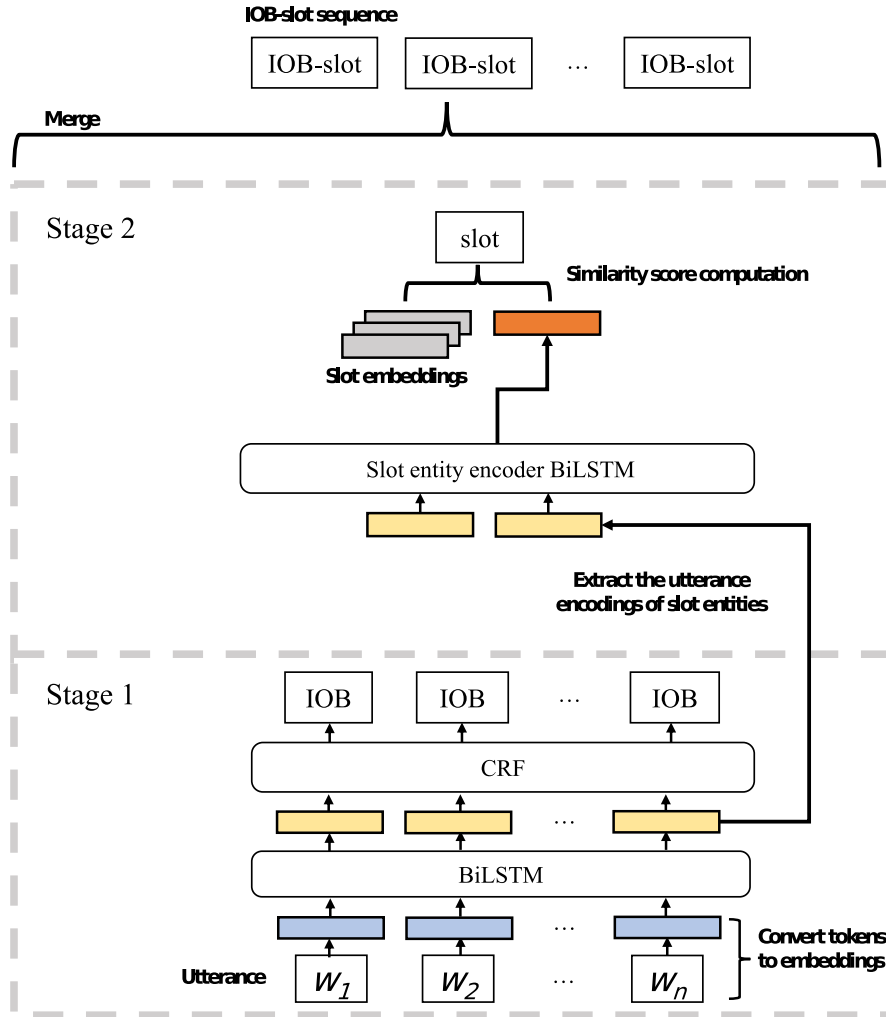 IOB-slot sequence
IOB-slot IOB-slot ... IOB-slot
Merge
Stage 2
slot
Similarity score computation
Slot embeddings
Slot entity encoder BiLSTM
Extract the utterance
encodings of slot entities
Stage 1
IOB IOB ... IOB
CRF
...
BiLSTM
...
Convert tokens
to embeddings
Utterance
W₁ W₂ ... Wₙ